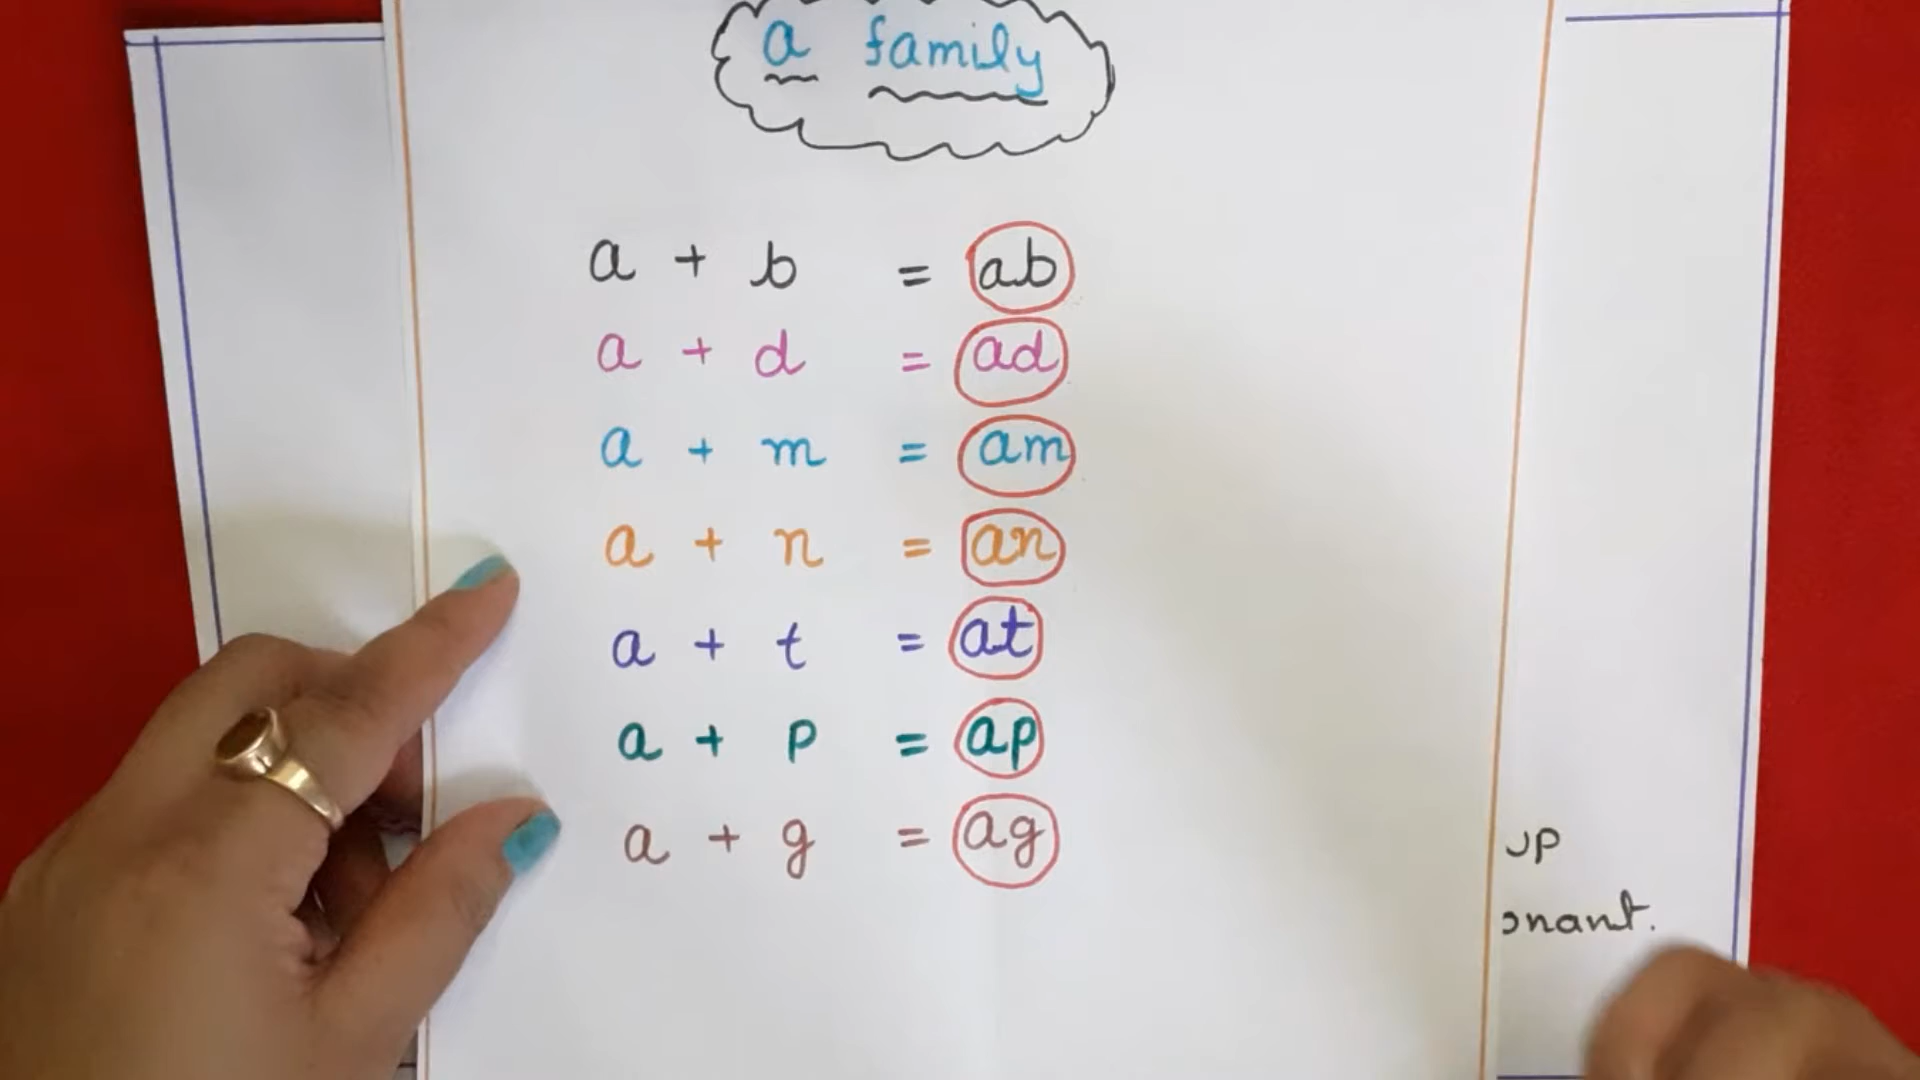 a family
a + b = ab
a + d = ad
a + m = am
a + n = an
a + t = at
a + p = ap
a + g = ag